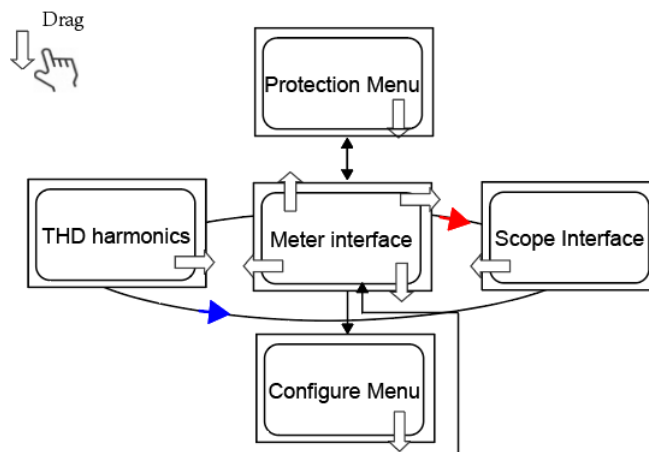 Drag
Protection Menu
THD harmonics
Meter interface
Scope Interface
Configure Menu